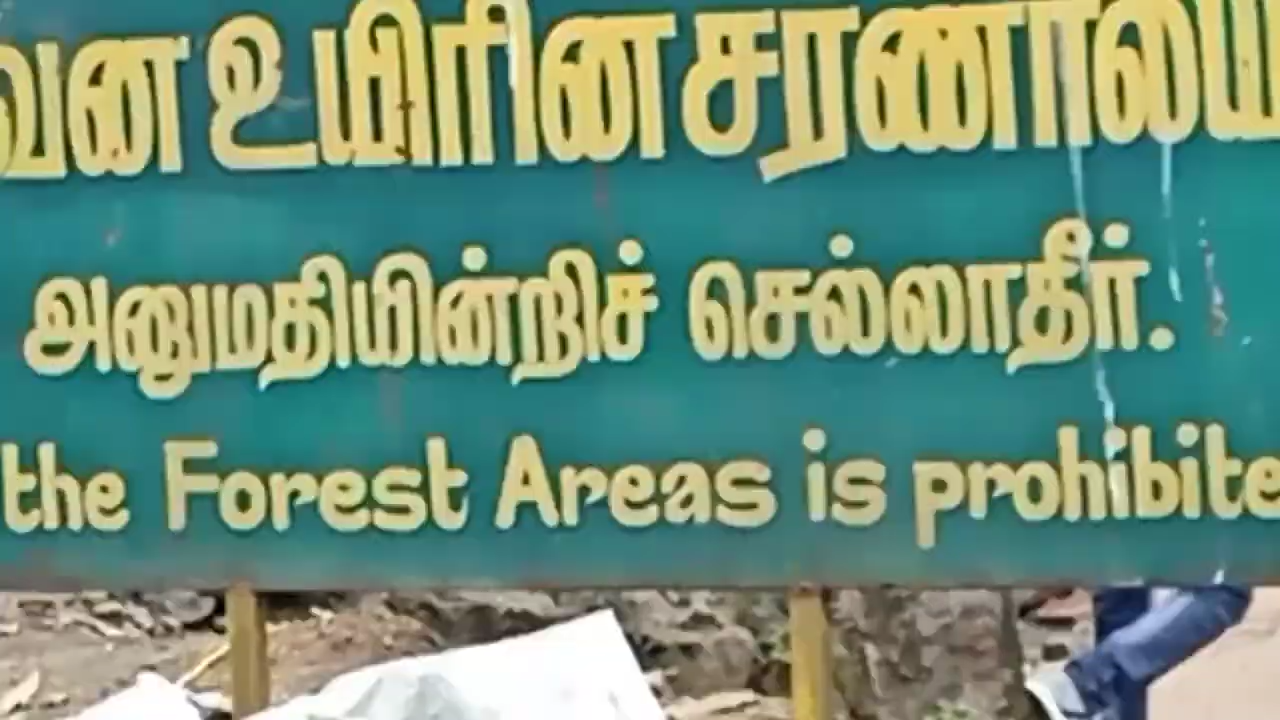 வன உயிரின சரணாலய
அனுமதியின்றிச் செல்லாதீர்.
the Forest Areas is prohibite